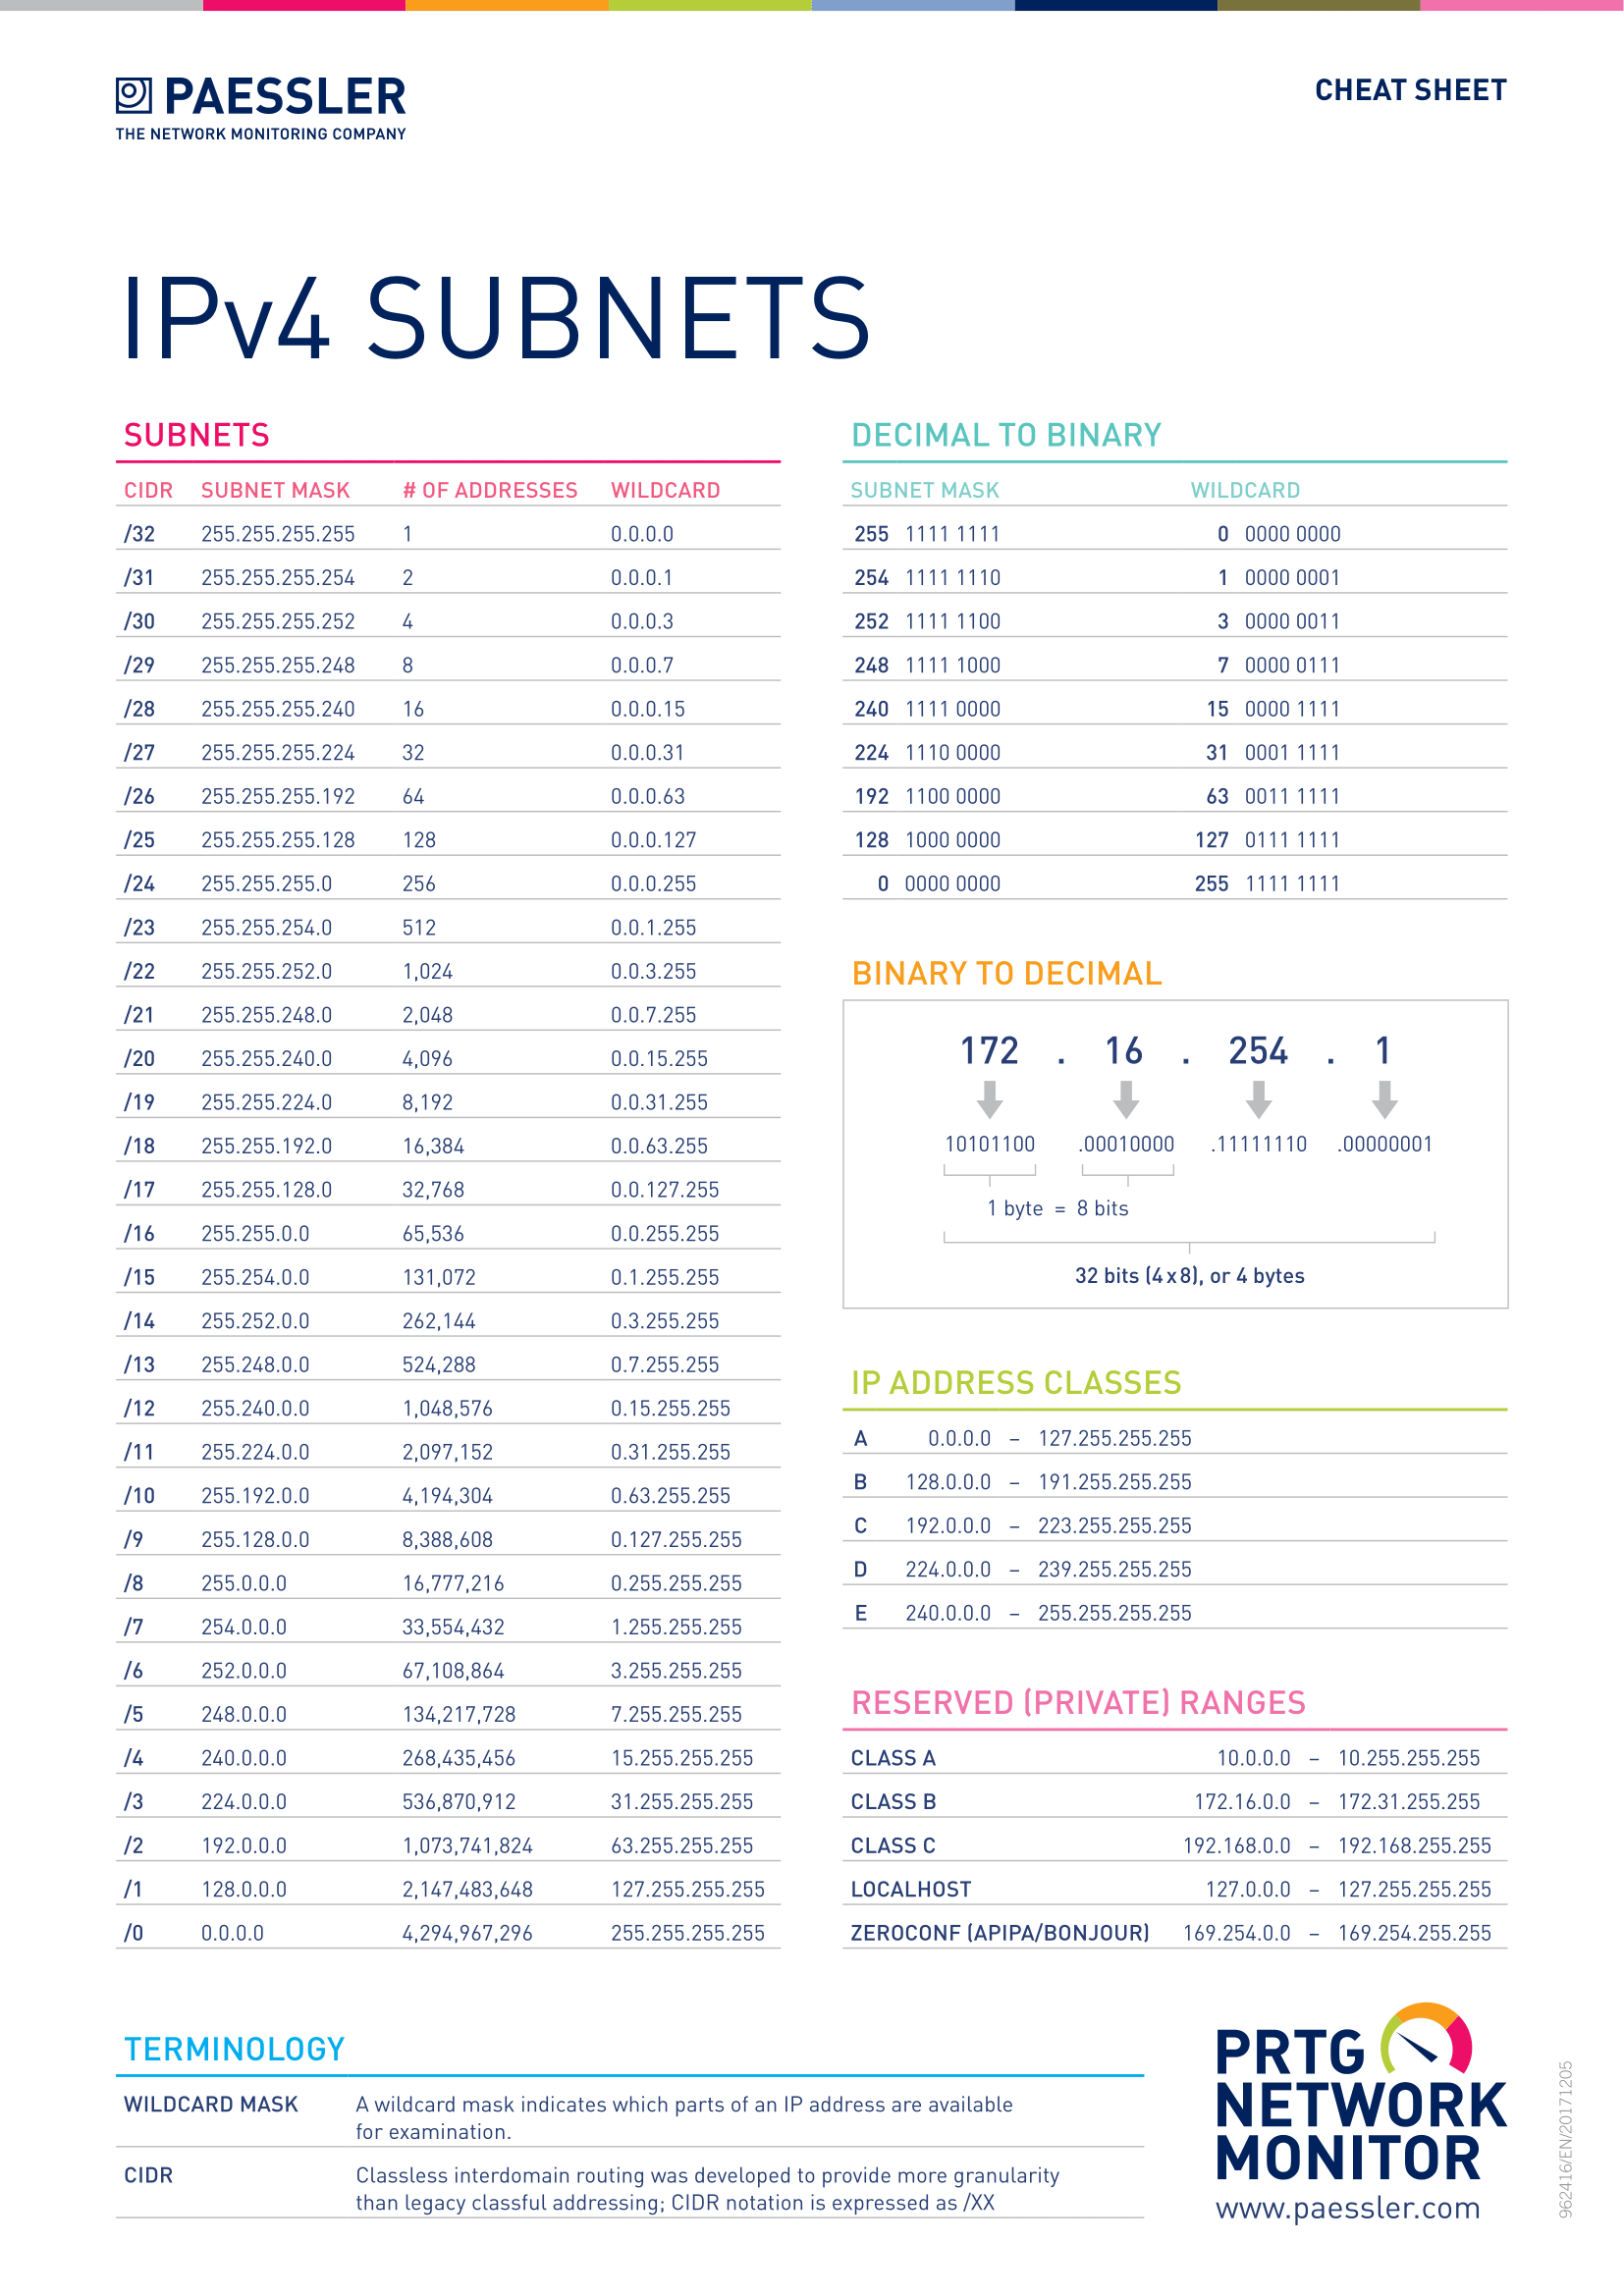 PAESSLER
THE NETWORK MONITORING COMPANY
CHEAT SHEET
IPv4 SUBNETS
SUBNETS
CIDR SUBNET MASK # OF ADDRESSES WILDCARD
/32 255.255.255.255 1 0.0.0.0
/31 255.255.255.254 2 0.0.0.1
/30 255.255.255.252 4 0.0.0.3
/29 255.255.255.248 8 0.0.0.7
/28 255.255.255.240 16 0.0.0.15
/27 255.255.255.224 32 0.0.0.31
/26 255.255.255.192 64 0.0.0.63
/25 255.255.255.128 128 0.0.0.127
/24 255.255.255.0 256 0.0.0.255
/23 255.255.254.0 512 0.0.1.255
/22 255.255.252.0 1,024 0.0.3.255
/21 255.255.248.0 2,048 0.0.7.255
/20 255.255.240.0 4,096 0.0.15.255
/19 255.255.224.0 8,192 0.0.31.255
/18 255.255.192.0 16,384 0.0.63.255
/17 255.255.128.0 32,768 0.0.127.255
/16 255.255.0.0 65,536 0.0.255.255
/15 255.254.0.0 131,072 0.1.255.255
/14 255.252.0.0 262,144 0.3.255.255
/13 255.248.0.0 524,288 0.7.255.255
/12 255.240.0.0 1,048,576 0.15.255.255
/11 255.224.0.0 2,097,152 0.31.255.255
/10 255.192.0.0 4,194,304 0.63.255.255
/9 255.128.0.0 8,388,608 0.127.255.255
/8 255.0.0.0 16,777,216 0.255.255.255
/7 254.0.0.0 33,554,432 1.255.255.255
/6 252.0.0.0 67,108,864 3.255.255.255
/5 248.0.0.0 134,217,728 7.255.255.255
/4 240.0.0.0 268,435,456 15.255.255.255
/3 224.0.0.0 536,870,912 31.255.255.255
/2 192.0.0.0 1,073,741,824 63.255.255.255
/1 128.0.0.0 2,147,483,648 127.255.255.255
/0 0.0.0.0 4,294,967,296 255.255.255.255
DECIMAL TO BINARY
SUBNET MASK WILDCARD
255 1111 1111 0 0000 0000
254 1111 1110 1 0000 0001
252 1111 1100 3 0000 0011
248 1111 1000 7 0000 0111
240 1111 0000 15 0000 1111
224 1110 0000 31 0001 1111
192 1100 0000 63 0011 1111
128 1000 0000 127 0111 1111
0 0000 0000 255 1111 1111
BINARY TO DECIMAL
172 . 16 . 254 . 1
10101100 .00010000 .11111110 .00000001
1 byte = 8 bits
32 bits (4 x 8), or 4 bytes
IP ADDRESS CLASSES
A 0.0.0.0 – 127.255.255.255
B 128.0.0.0 – 191.255.255.255
C 192.0.0.0 – 223.255.255.255
D 224.0.0.0 – 239.255.255.255
E 240.0.0.0 – 255.255.255.255
RESERVED (PRIVATE) RANGES
CLASS A 10.0.0.0 – 10.255.255.255
CLASS B 172.16.0.0 – 172.31.255.255
CLASS C 192.168.0.0 – 192.168.255.255
LOCALHOST 127.0.0.0 – 127.255.255.255
ZEROCONF (APIPA/BONJOUR) 169.254.0.0 – 169.254.255.255
TERMINOLOGY
WILDCARD MASK A wildcard mask indicates which parts of an IP address are available
for examination.
CIDR Classless interdomain routing was developed to provide more granularity
than legacy classful addressing; CIDR notation is expressed as /XX
PRTG
NETWORK
MONITOR
www.paessler.com
962416/EN/20171205